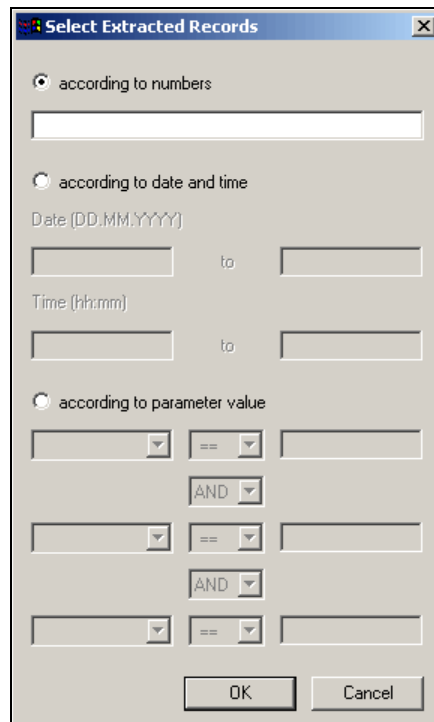 Select Extracted Records
according to numbers
according to date and time
Date (DD.MM.YYYY)
to
Time (hh:mm)
to
according to parameter value
==
AND
==
AND
==
OK Cancel